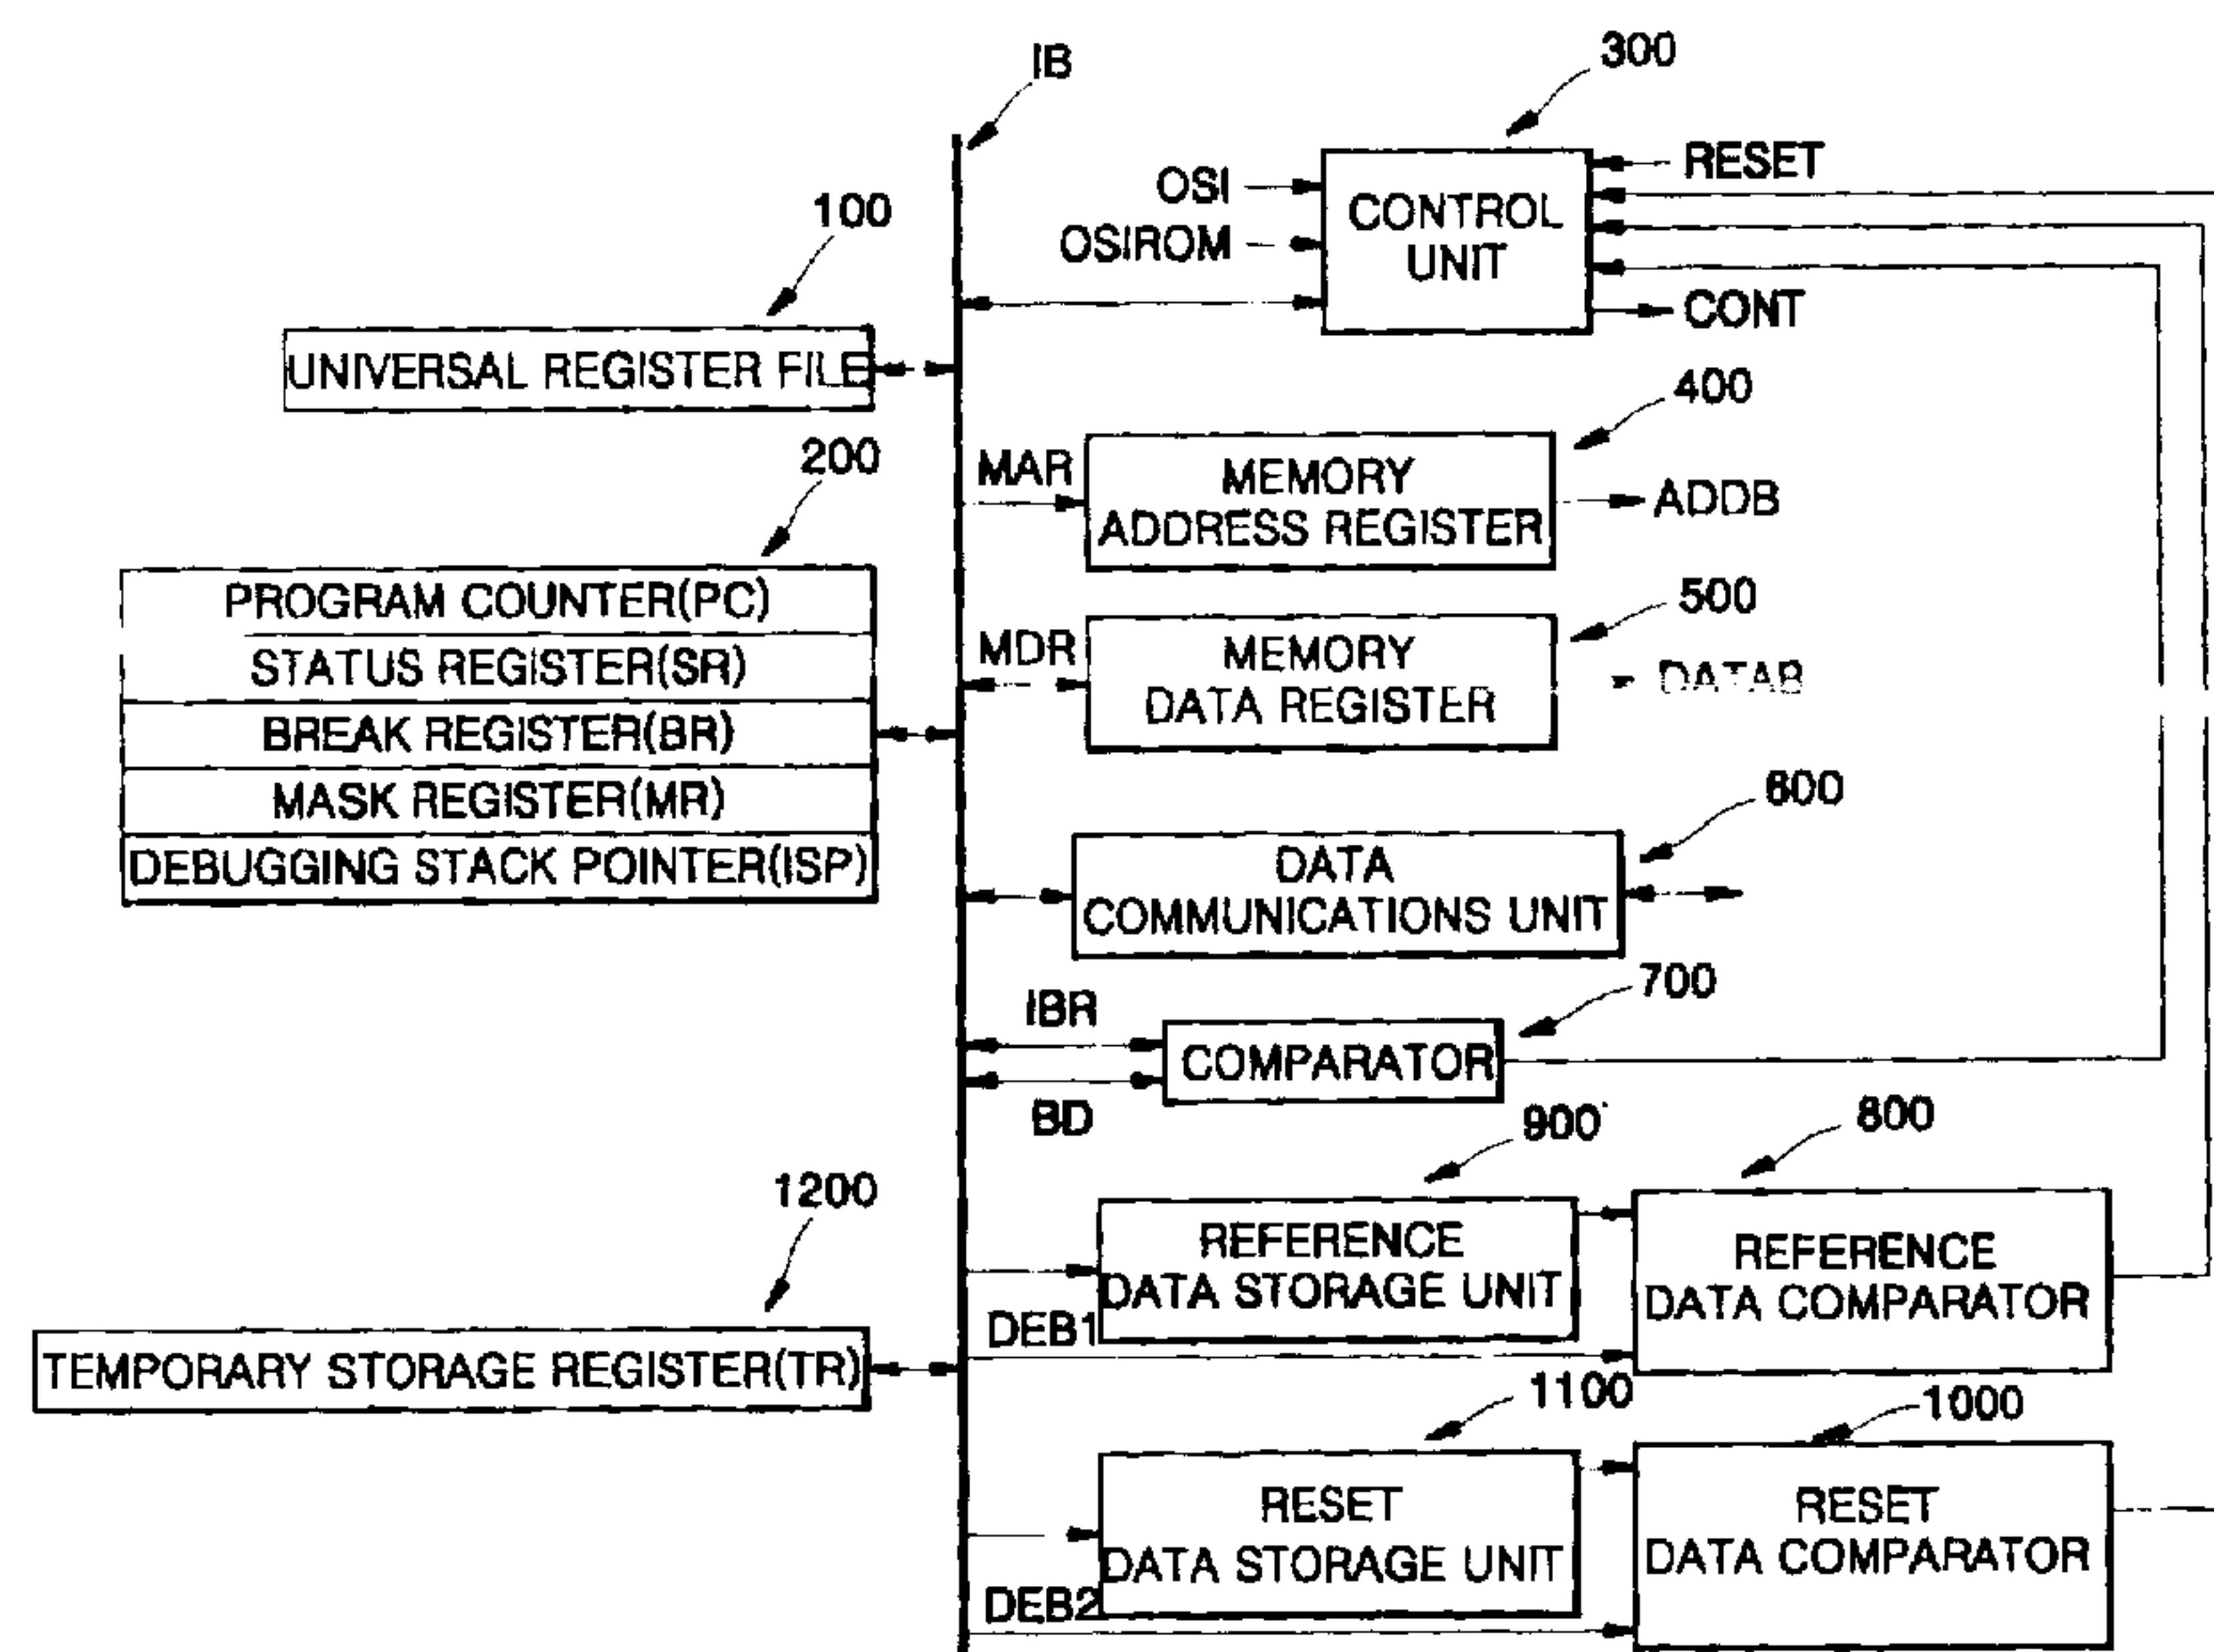 IB
300
OSI
OSIROM
CONTROL
UNIT
RESET
CONT
100
UNIVERSAL REGISTER FILE
400
MAR
MEMORY
ADDRESS REGISTER
ADDB
200
PROGRAM COUNTER(PC)
STATUS REGISTER(SR)
BREAK REGISTER(BR)
MASK REGISTER(MR)
DEBUGGING STACK POINTER(ISP)
500
MDR
MEMORY
DATA REGISTER
DATAB
600
DATA
COMMUNICATIONS UNIT
700
IBR
COMPARATOR
BD
900
800
REFERENCE
DATA STORAGE UNIT
REFERENCE
DATA COMPARATOR
DEB1
1200
TEMPORARY STORAGE REGISTER(TR)
1100
1000
RESET
DATA STORAGE UNIT
RESET
DATA COMPARATOR
DEB2